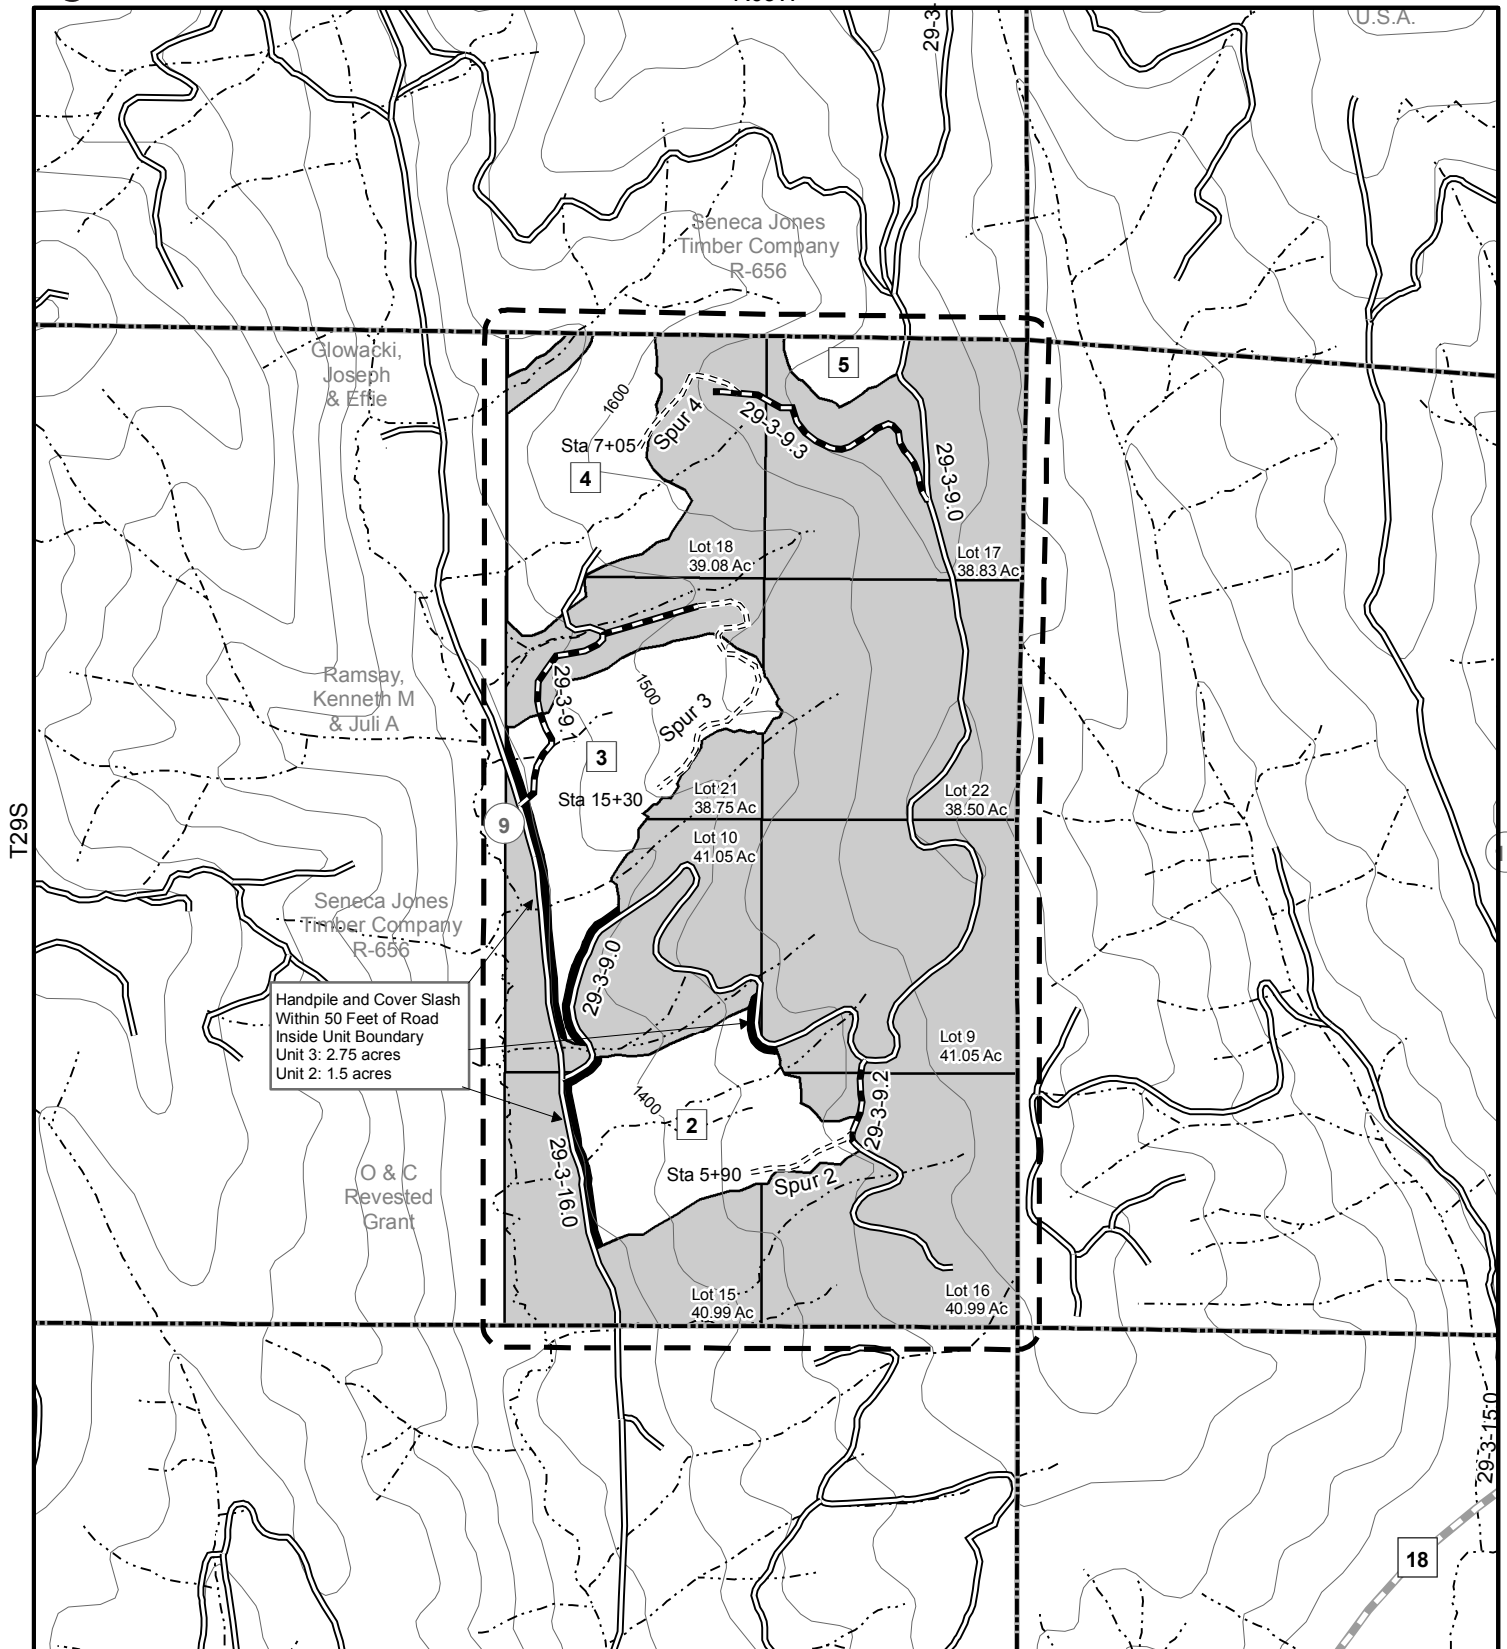 U.S.A.
29-3-
Seneca Jones
Timber Company
R-656
Glowacki,
Joseph
& Effie
5
1600
Spur 4
29-3-9.3
Sta 7+05
4
29-3-9.0
Lot 18
39.08 Ac
Lot 17
38.83 Ac
Ramsay,
Kenneth M
& Juli A
29-3-9
1500
Spur 3
3
Sta 15+30
Lot 21
38.75 Ac
Lot 22
38.50 Ac
T29S
9
Lot 10
41.05 Ac
Seneca Jones
Timber Company
R-656
29-3-9.0
Handpile and Cover Slash
Within 50 Feet of Road
Inside Unit Boundary
Unit 3: 2.75 acres
Unit 2: 1.5 acres
Lot 9
41.05 Ac
1400
2
29-3-9.2
29-3-16.0
Sta 5+90
Spur 2
O & C
Revested
Grant
Lot 15
40.99 Ac
Lot 16
40.99 Ac
29-3-15.0
18